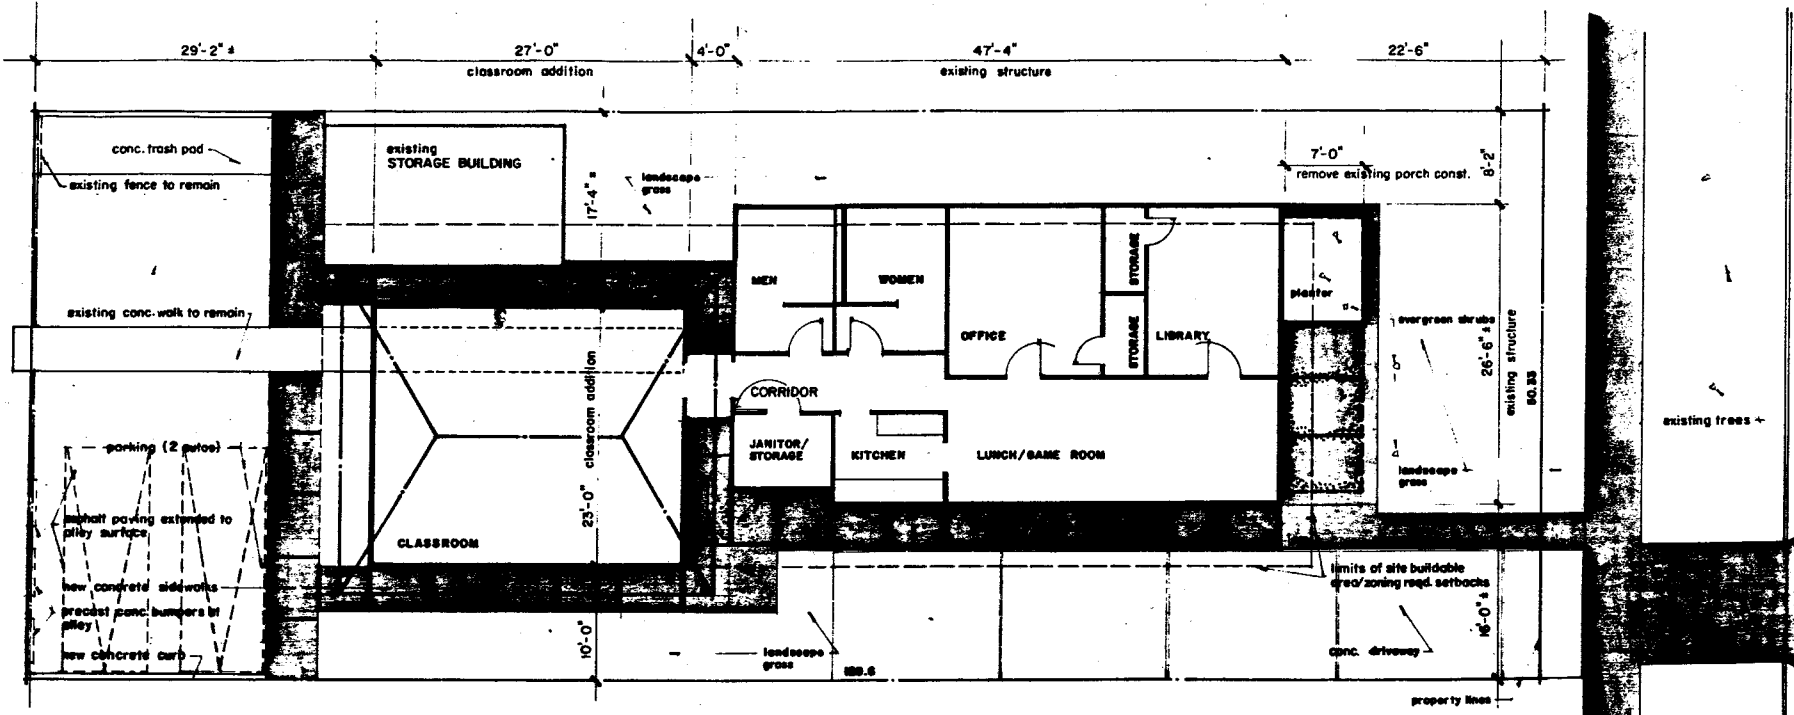 29'-2" ±
27'-0"
classroom addition
4'-0"
47'-4"
existing structure
22'-6"
conc. trash pad
existing fence to remain
existing
STORAGE BUILDING
17'-4" ±
landscape
grass
7'-0"
remove existing porch const.
8'-2"
MEN
WOMEN
OFFICE
STORAGE
STORAGE
LIBRARY
planter
evergreen shrubs
26'-6" ±
existing structure
50.33
existing trees
existing conc. walk to remain
classroom addition
23'-0"
CORRIDOR
JANITOR/
STORAGE
KITCHEN
LUNCH/GAME ROOM
landscape
grass
parking (2 autos)
asphalt paving extended to
alley surface
CLASSROOM
new concrete sidewalks
precast conc. bumpers at
alley
new concrete curb
10'-0"
landscape
grass
limits of site buildable
area/zoning reqd. setbacks
16'-0" ±
conc. driveway
property lines